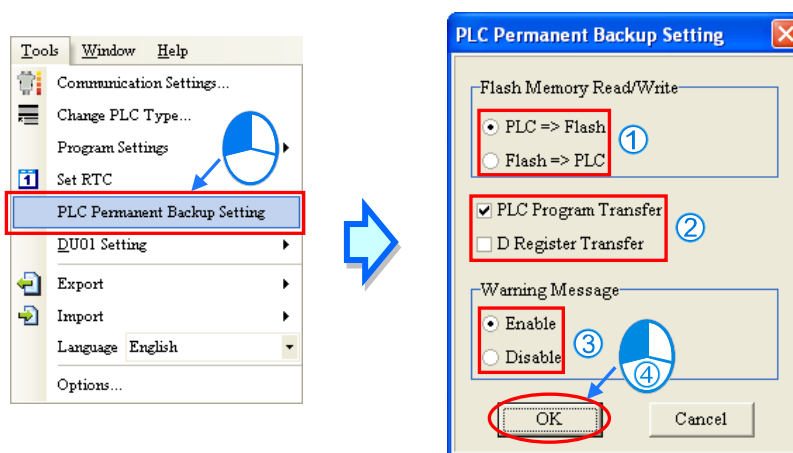 Tools Window Help
Communication Settings...
Change PLC Type...
Program Settings
1 Set RTC
PLC Permanent Backup Setting
DU01 Setting
Export
Import
Language English
Options...
PLC Permanent Backup Setting
Flash Memory Read/Write
PLC => Flash
Flash => PLC
①
PLC Program Transfer
D Register Transfer
②
Warning Message
Enable
Disable
③
④
OK Cancel